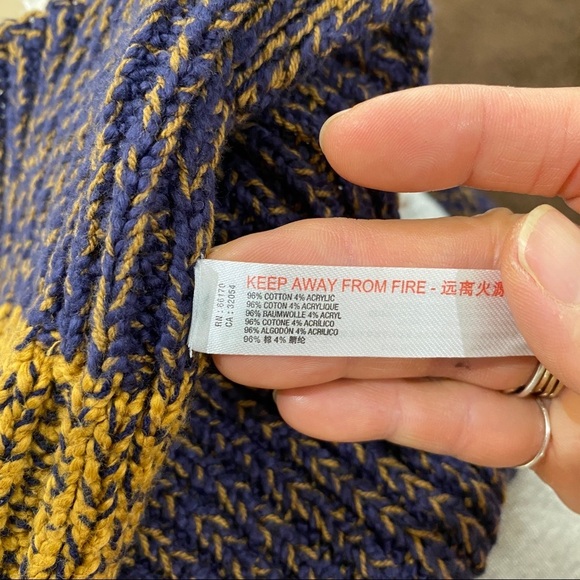 RN : 66170
CA : 32054
KEEP AWAY FROM FIRE - 远离火源
96% COTTON 4% ACRYLIC
96% COTON 4% ACRYLIQUE
96% BAUMWOLLE 4% ACRYL
96% COTONE 4% ACRÍLICO
96% ALGODÓN 4% ACRILICO
96% 棉 4% 腈纶